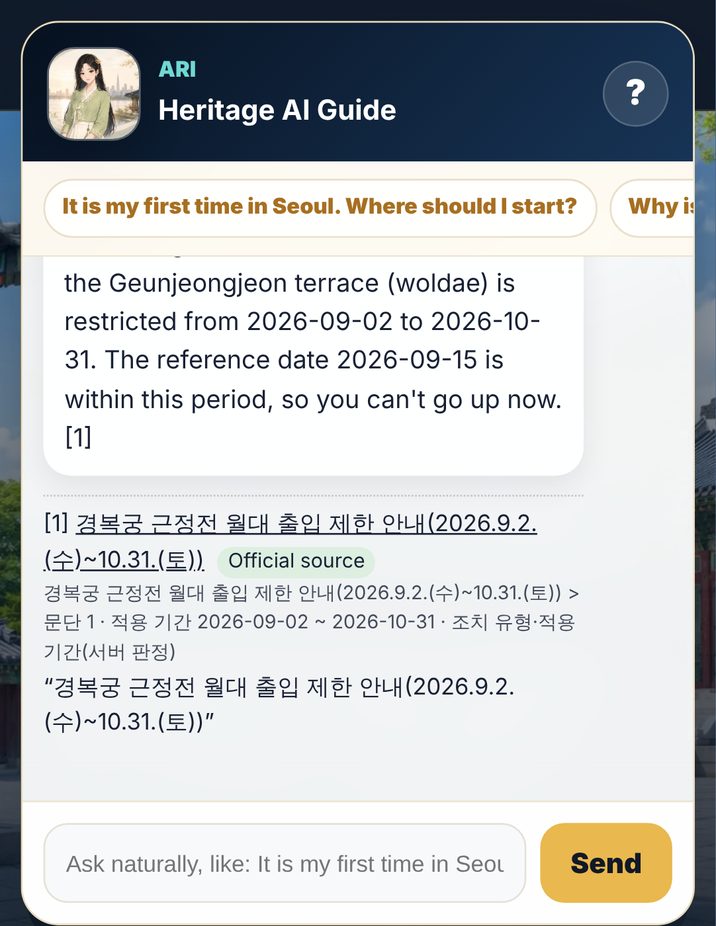 ARI
Heritage AI Guide
?
It is my first time in Seoul. Where should I start?
Why is
the Geunjeongjeon terrace (woldae) is
restricted from 2026-09-02 to 2026-10-
31. The reference date 2026-09-15 is
within this period, so you can't go up now.
[1]
[1] 경복궁 근정전 월대 출입 제한 안내(2026.9.2.
(수)~10.31.(토)) Official source
경복궁 근정전 월대 출입 제한 안내(2026.9.2.(수)~10.31.(토)) >
문단 1 · 적용 기간 2026-09-02 ~ 2026-10-31 · 조치 유형·적용
기간(서버 판정)
“경복궁 근정전 월대 출입 제한 안내(2026.9.2.
(수)~10.31.(토))”
Ask naturally, like: It is my first time in Seou
Send